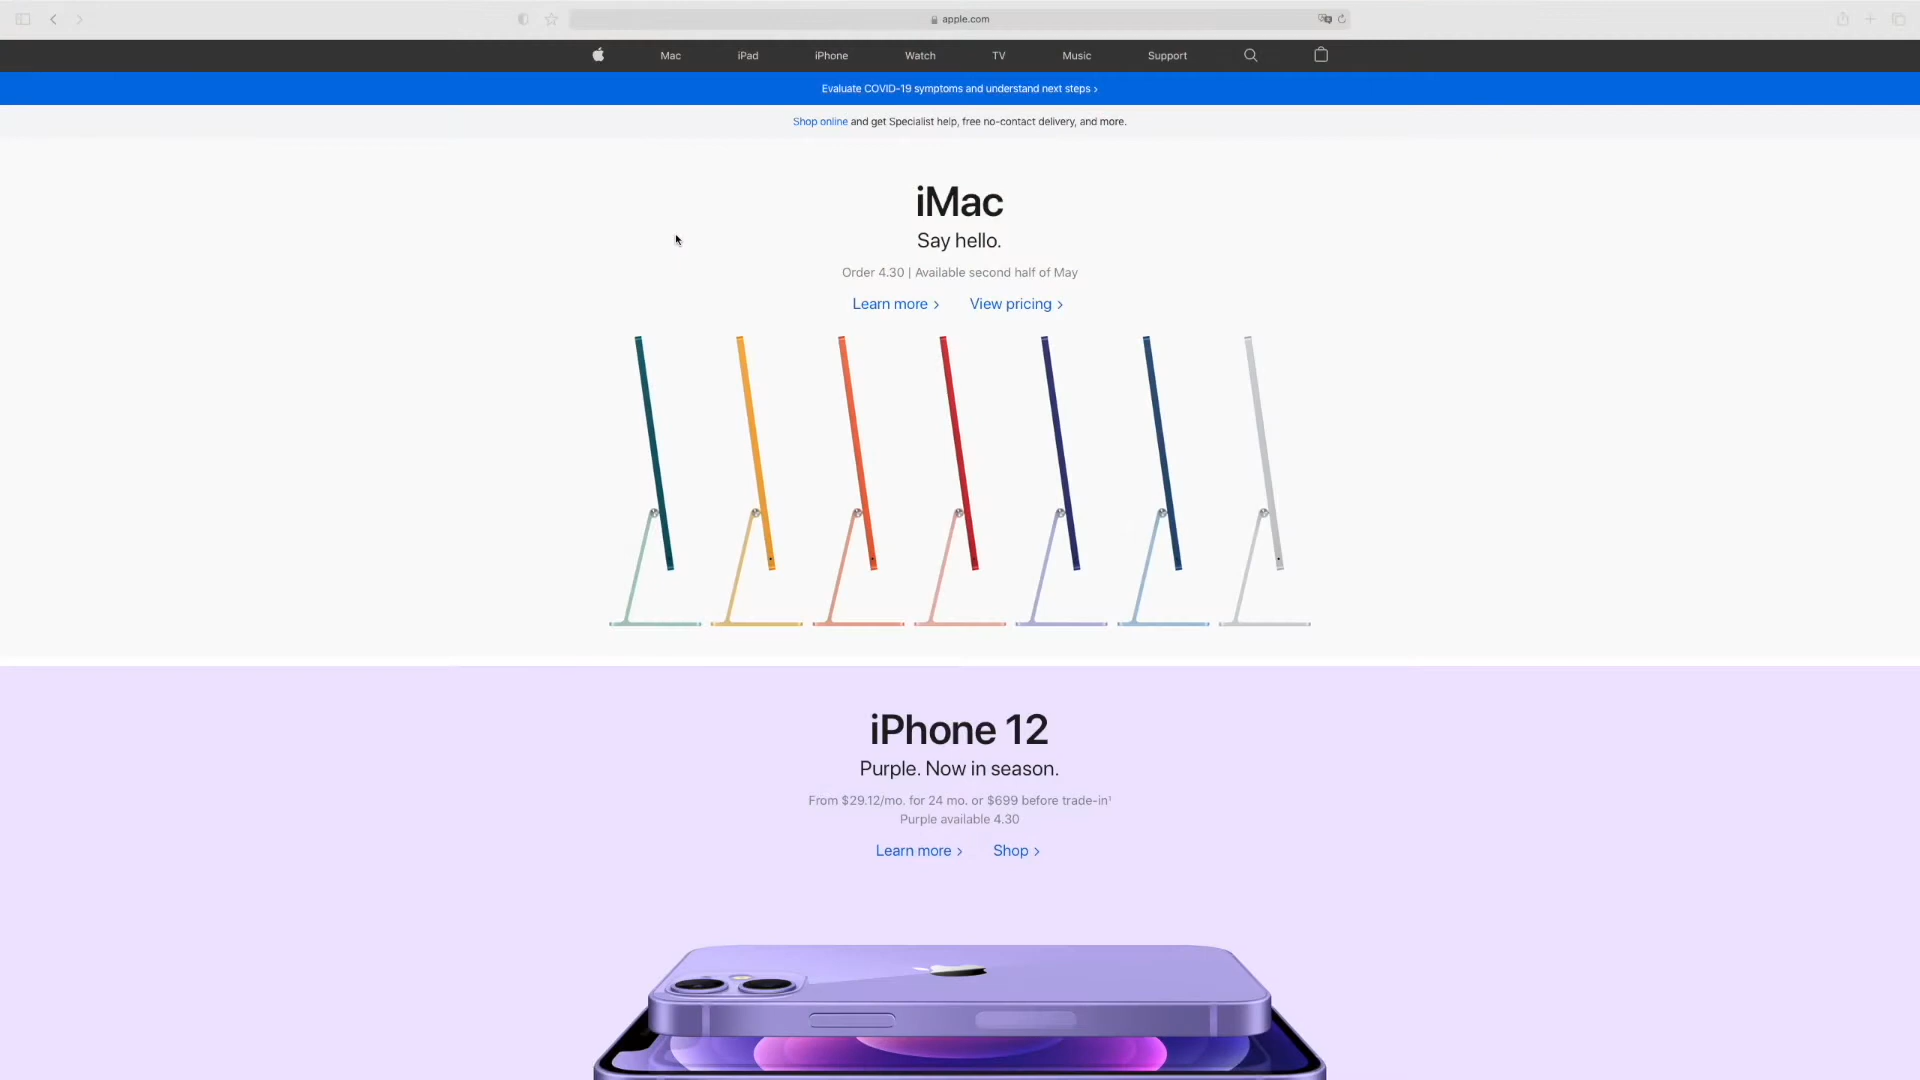 apple.com
Mac iPad iPhone Watch TV Music Support
Evaluate COVID-19 symptoms and understand next steps >
Shop online and get Specialist help, free no-contact delivery, and more.
iMac
Say hello.
Order 4.30 | Available second half of May
Learn more > View pricing >
iPhone 12
Purple. Now in season.
From $29.12/mo. for 24 mo. or $699 before trade-in¹
Purple available 4.30
Learn more > Shop >